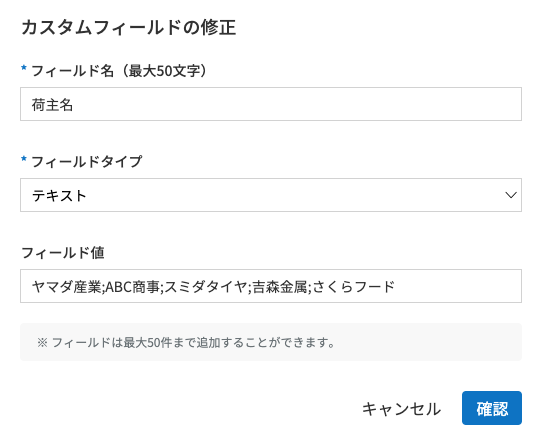 カスタムフィールドの修正
* フィールド名（最大50文字）
荷主名
* フィールドタイプ
テキスト
フィールド値
ヤマダ産業;ABC商事;スミダタイヤ;吉森金属;さくらフード
※ フィールドは最大50件まで追加することができます。
キャンセル 確認